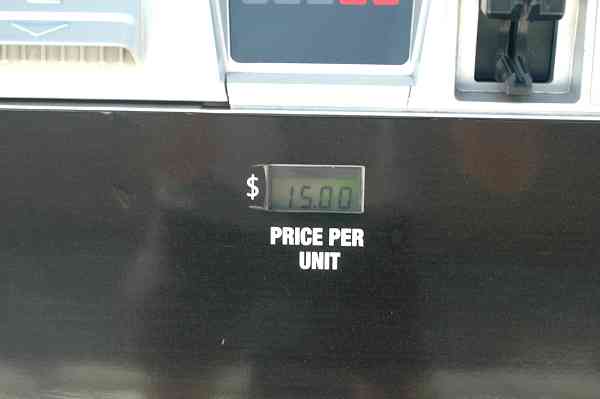 $ 15.00
PRICE PER
UNIT